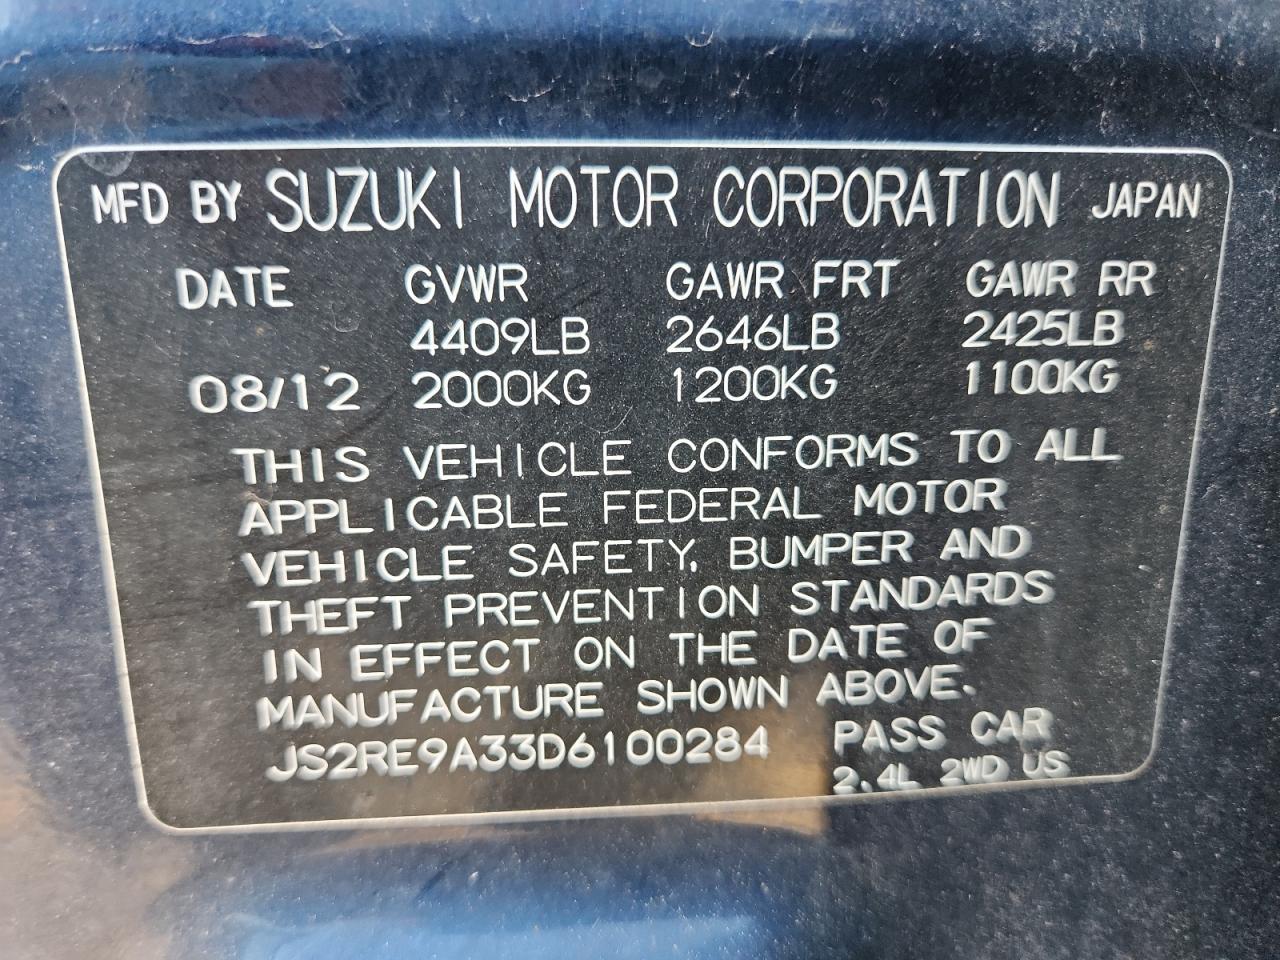 MFD BY SUZUKI MOTOR CORPORATION JAPAN
DATE GVWR GAWR FRT GAWR RR
4409LB 2646LB 2425LB
08/12 2000KG 1200KG 1100KG
THIS VEHICLE CONFORMS TO ALL
APPLICABLE FEDERAL MOTOR
VEHICLE SAFETY, BUMPER AND
THEFT PREVENTION STANDARDS
IN EFFECT ON THE DATE OF
MANUFACTURE SHOWN ABOVE.
JS2RE9A33D6100284 PASS CAR
2.4L 2WD US